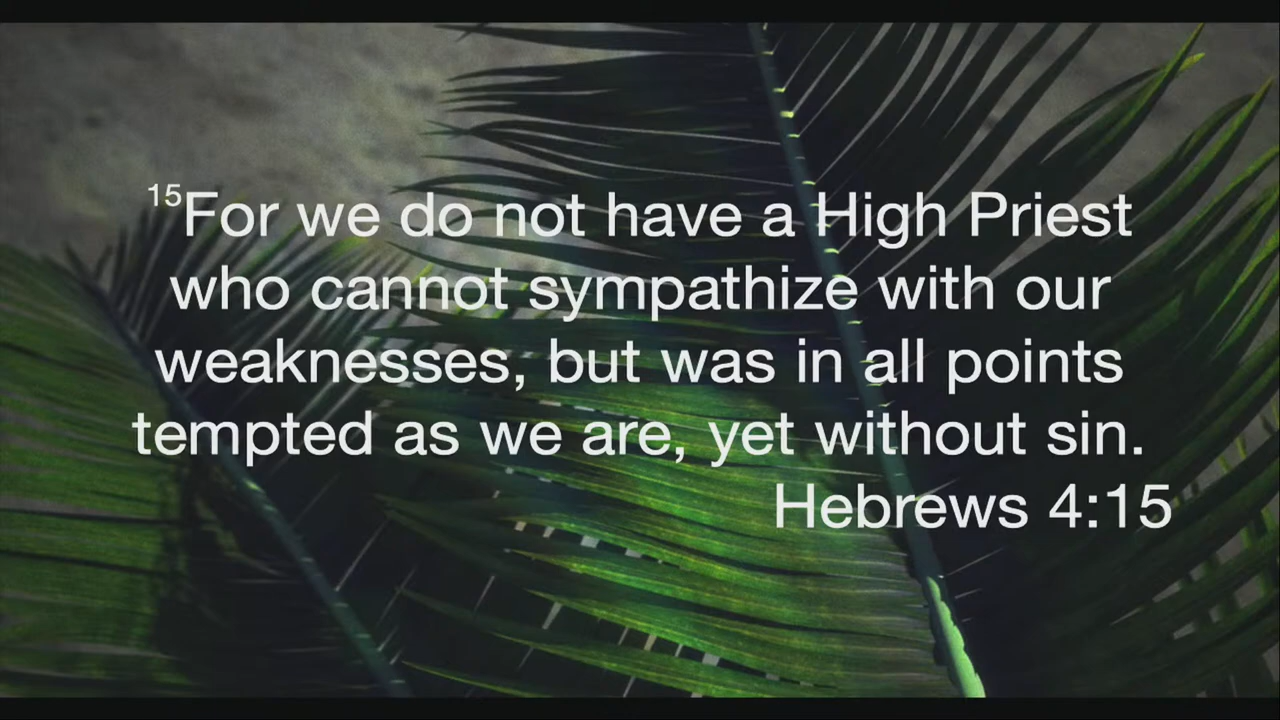 15For we do not have a High Priest
who cannot sympathize with our
weaknesses, but was in all points
tempted as we are, yet without sin.
Hebrews 4:15